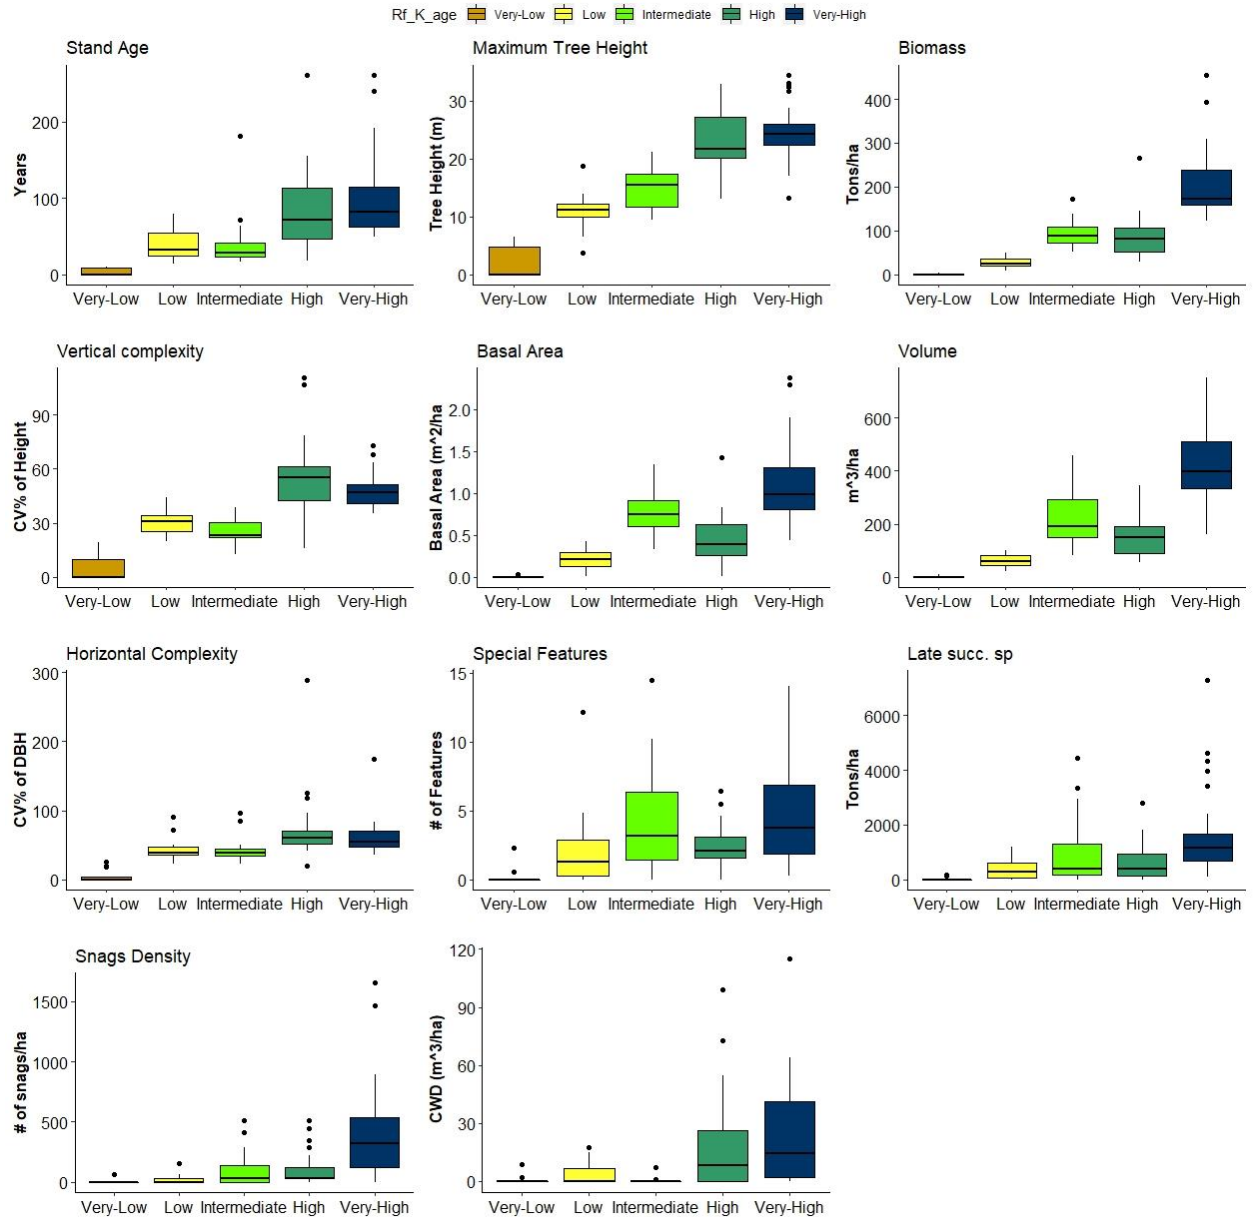 Rf_K_age Very-Low Low Intermediate High Very-High
Stand Age
Years
200
100
0
Very-Low Low Intermediate High Very-High
Maximum Tree Height
Tree Height (m)
30
20
10
0
Very-Low Low Intermediate High Very-High
Biomass
Tons/ha
400
300
200
100
0
Very-Low Low Intermediate High Very-High
Vertical complexity
CV% of Height
90
60
30
0
Very-Low Low Intermediate High Very-High
Basal Area
Basal Area (m^2/ha
2.0
1.5
1.0
0.5
0.0
Very-Low Low Intermediate High Very-High
Volume
m^3/ha
600
400
200
0
Very-Low Low Intermediate High Very-High
Horizontal Complexity
CV% of DBH
300
200
100
0
Very-Low Low Intermediate High Very-High
Special Features
# of Features
15
10
5
0
Very-Low Low Intermediate High Very-High
Late succ. sp
Tons/ha
6000
4000
2000
0
Very-Low Low Intermediate High Very-High
Snags Density
# of snags/ha
1500
1000
500
0
Very-Low Low Intermediate High Very-High
CWD (m^3/ha)
120
90
60
30
0
Very-Low Low Intermediate High Very-High